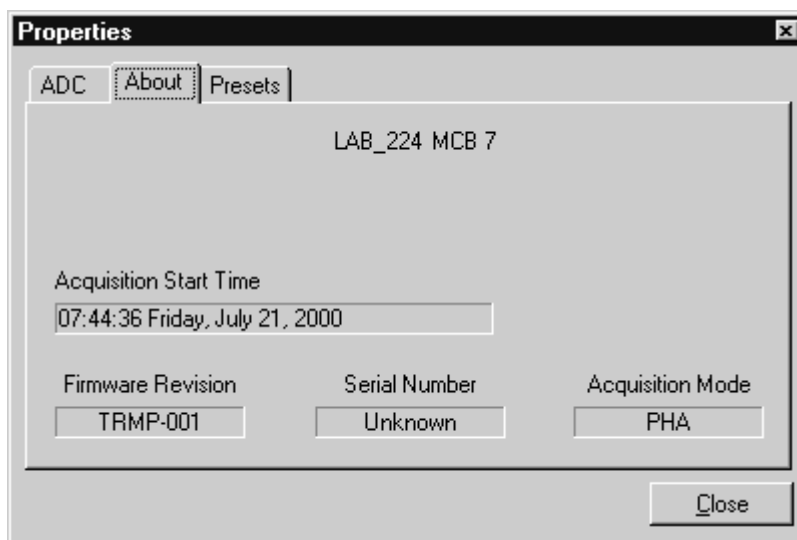 Properties
ADC About Presets
LAB_224 MCB 7
Acquisition Start Time
07:44:36 Friday, July 21, 2000
Firmware Revision Serial Number Acquisition Mode
TRMP-001 Unknown PHA
Close